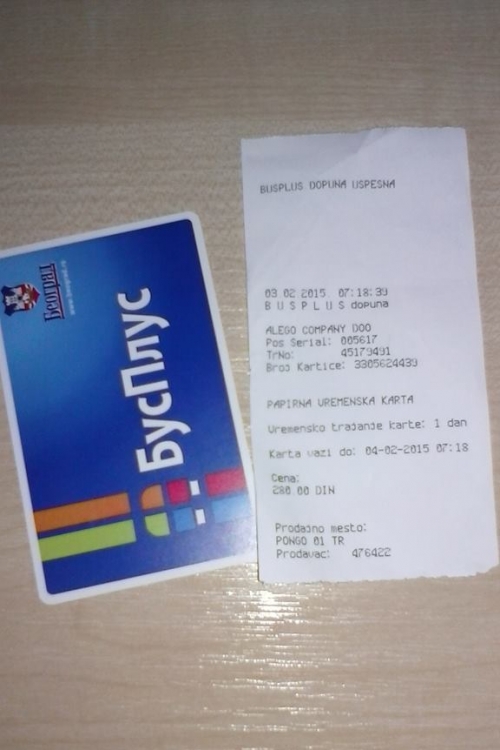 Београд
www.beograd.rs
БусПлус
BUSPLUS DOPUNA USPESNA
03 02 2015 07:18:39
B U S P L U S dopuna
ALEGO COMPANY DOO
Pos Serial: 005617
TrNo: 45179491
Broj Kartice: 3305624439
PAPIRNA VREMENSKA KARTA
Vremensko trajanje karte: 1 dan
Karta vazi do: 04-02-2015 07:18
Cena:
280.00 DIN
Prodajno mesto:
PONGO 01 TR
Prodavac: 476422